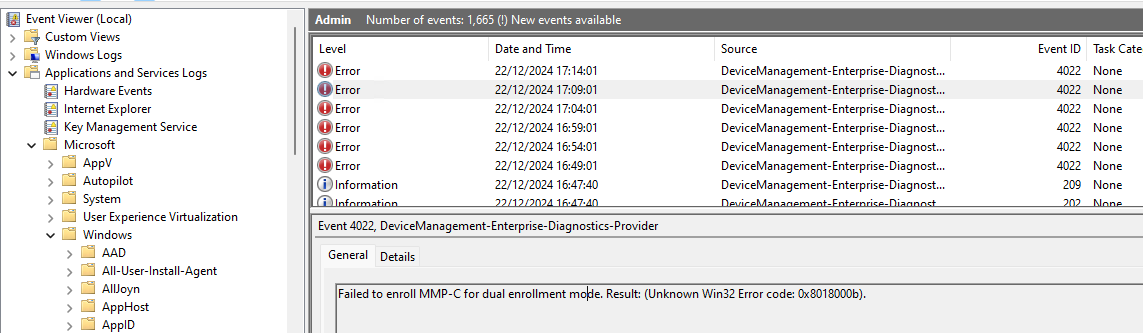 Event Viewer (Local)
Custom Views
Windows Logs
Applications and Services Logs
Hardware Events
Internet Explorer
Key Management Service
Microsoft
AppV
Autopilot
System
User Experience Virtualization
Windows
AAD
All-User-Install-Agent
AllJoyn
AppHost
AppID
Admin Number of events: 1,665 (!) New events available
Level Date and Time Source Event ID Task Cate
Error 22/12/2024 17:14:01 DeviceManagement-Enterprise-Diagnost... 4022 None
Error 22/12/2024 17:09:01 DeviceManagement-Enterprise-Diagnost... 4022 None
Error 22/12/2024 17:04:01 DeviceManagement-Enterprise-Diagnost... 4022 None
Error 22/12/2024 16:59:01 DeviceManagement-Enterprise-Diagnost... 4022 None
Error 22/12/2024 16:54:01 DeviceManagement-Enterprise-Diagnost... 4022 None
Error 22/12/2024 16:49:01 DeviceManagement-Enterprise-Diagnost... 4022 None
Information 22/12/2024 16:47:40 DeviceManagement-Enterprise-Diagnost... 209 None
Information 22/12/2024 16:47:40 DeviceManagement-Enterprise-Diagnost... 202 None
Event 4022, DeviceManagement-Enterprise-Diagnostics-Provider
General Details
Failed to enroll MMP-C for dual enrollment mode. Result: (Unknown Win32 Error code: 0x8018000b).